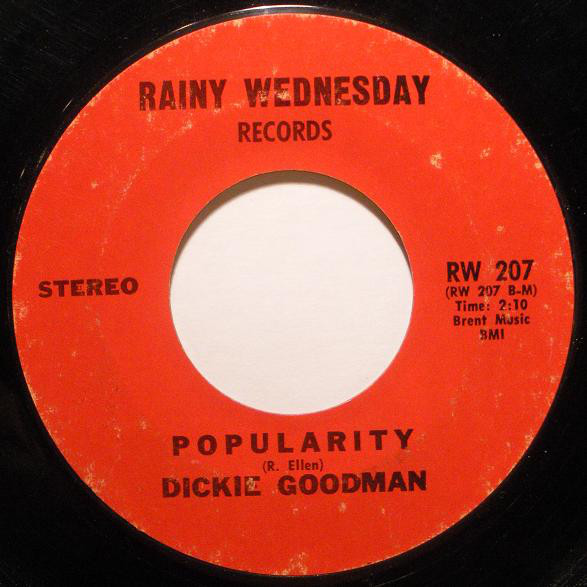 RAINY WEDNESDAY
RECORDS
STEREO
RW 207
(RW 207 B-M)
Time: 2:10
Brent Music
BMI
POPULARITY
(R. Ellen)
DICKIE GOODMAN